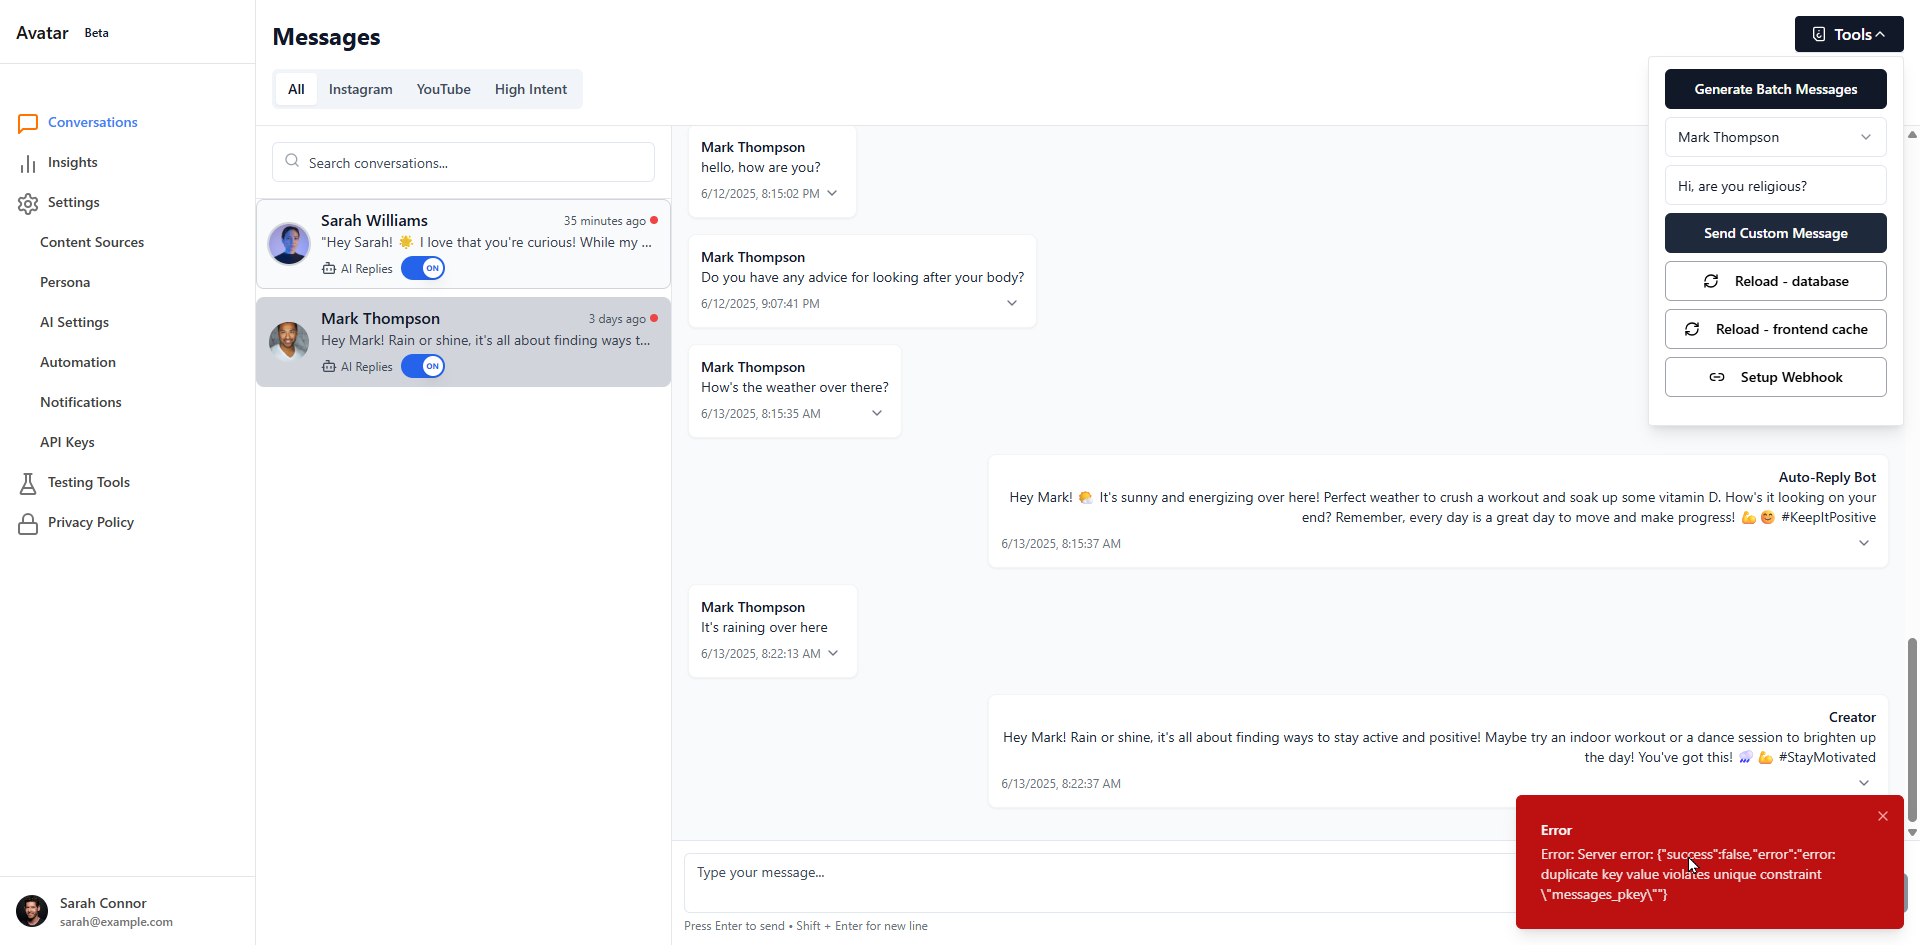 Avatar Beta
Conversations
Insights
Settings
Content Sources
Persona
AI Settings
Automation
Notifications
API Keys
Testing Tools
Privacy Policy
Sarah Connor
sarah@example.com
Messages
All Instagram YouTube High Intent
Search conversations...
Sarah Williams 35 minutes ago
"Hey Sarah! ☀️ I love that you're curious! While my ...
AI Replies ON
Mark Thompson 3 days ago
Hey Mark! Rain or shine, it's all about finding ways t...
AI Replies ON
Mark Thompson
hello, how are you?
6/12/2025, 8:15:02 PM
Mark Thompson
Do you have any advice for looking after your body?
6/12/2025, 9:07:41 PM
Mark Thompson
How's the weather over there?
6/13/2025, 8:15:35 AM
Auto-Reply Bot
Hey Mark! 🌤️ It's sunny and energizing over here! Perfect weather to crush a workout and soak up some vitamin D. How's it looking on your
end? Remember, every day is a great day to move and make progress! 💪 😊 #KeepItPositive
6/13/2025, 8:15:37 AM
Mark Thompson
It's raining over here
6/13/2025, 8:22:13 AM
Creator
Hey Mark! Rain or shine, it's all about finding ways to stay active and positive! Maybe try an indoor workout or a dance session to brighten up
the day! You've got this! 🌧️ 💪 #StayMotivated
6/13/2025, 8:22:37 AM
Type your message...
Press Enter to send • Shift + Enter for new line
Tools
Generate Batch Messages
Mark Thompson
Hi, are you religious?
Send Custom Message
Reload - database
Reload - frontend cache
Setup Webhook
Error
Error: Server error: {"success":false,"error":"error:
duplicate key value violates unique constraint
\"messages_pkey\""}